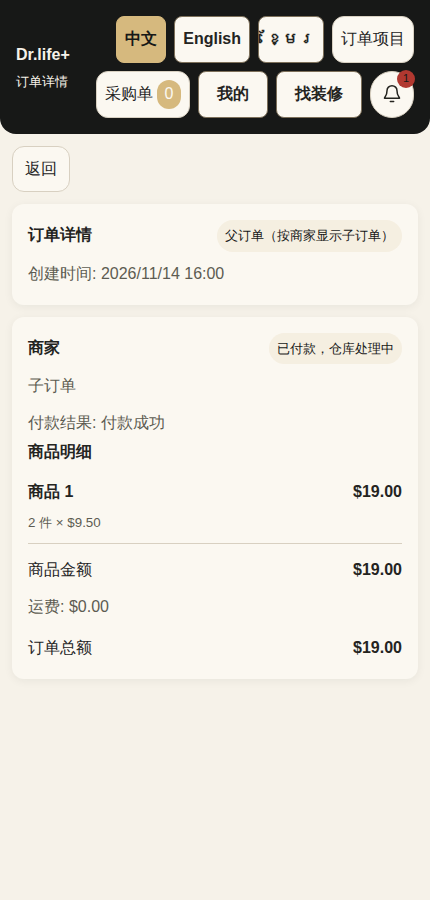 Dr.life+
订单详情
中文
English
ខ្មែរ
订单项目
采购单 0
我的
找装修
1
返回
订单详情
父订单（按商家显示子订单）
创建时间: 2026/11/14 16:00
商家
已付款，仓库处理中
子订单
付款结果: 付款成功
商品明细
商品 1 $19.00
2 件 × $9.50
商品金额 $19.00
运费: $0.00
订单总额 $19.00